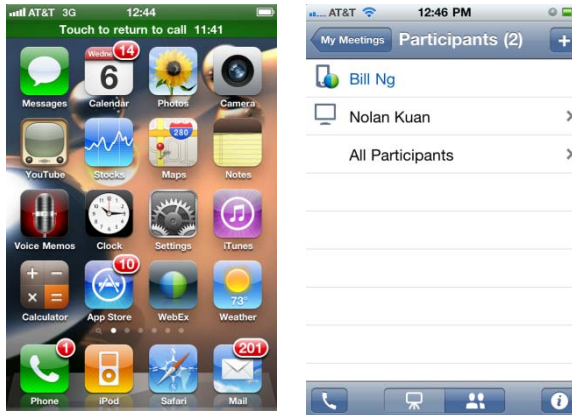 AT&T 3G 12:44
Touch to return to call 11:41
Wednesday 14
6
Messages Calendar Photos Camera
280
YouTube Stocks Maps Notes
Voice Memos Clock Settings iTunes
10
73°
Calculator App Store WebEx Weather
1 201
Phone iPod Safari Mail
AT&T 12:46 PM
My Meetings Participants (2) +
Bill Ng
Nolan Kuan
All Participants